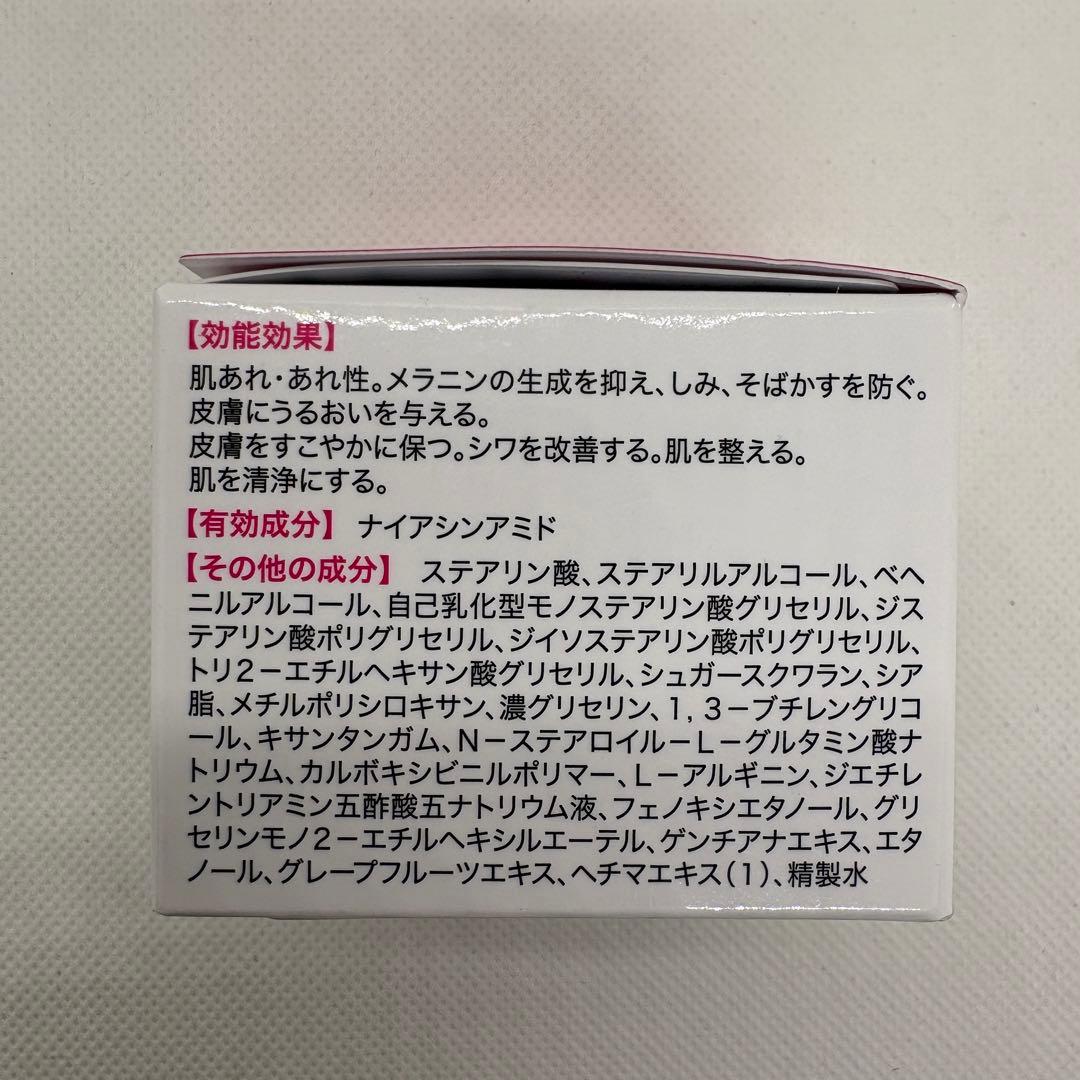 【効能効果】
肌あれ・あれ性。メラニンの生成を抑え、しみ、そばかすを防ぐ。
皮膚にうるおいを与える。
皮膚をすこやかに保つ。シワを改善する。肌を整える。
肌を清浄にする。
【有効成分】 ナイアシンアミド
【その他の成分】 ステアリン酸、ステアリルアルコール、ベヘ
ニルアルコール、自己乳化型モノステアリン酸グリセリル、ジス
テアリン酸ポリグリセリル、ジイソステアリン酸ポリグリセリル、
トリ2－エチルヘキサン酸グリセリル、シュガースクワラン、シア
脂、メチルポリシロキサン、濃グリセリン、1，3－ブチレングリコ
ール、キサンタンガム、N－ステアロイル－L－グルタミン酸ナ
トリウム、カルボキシビニルポリマー、L－アルギニン、ジエチレ
ントリアミン五酢酸五ナトリウム液、フェノキシエタノール、グリ
セリンモノ2－エチルヘキシルエーテル、ゲンチアナエキス、エタ
ノール、グレープフルーツエキス、ヘチマエキス(1)、精製水